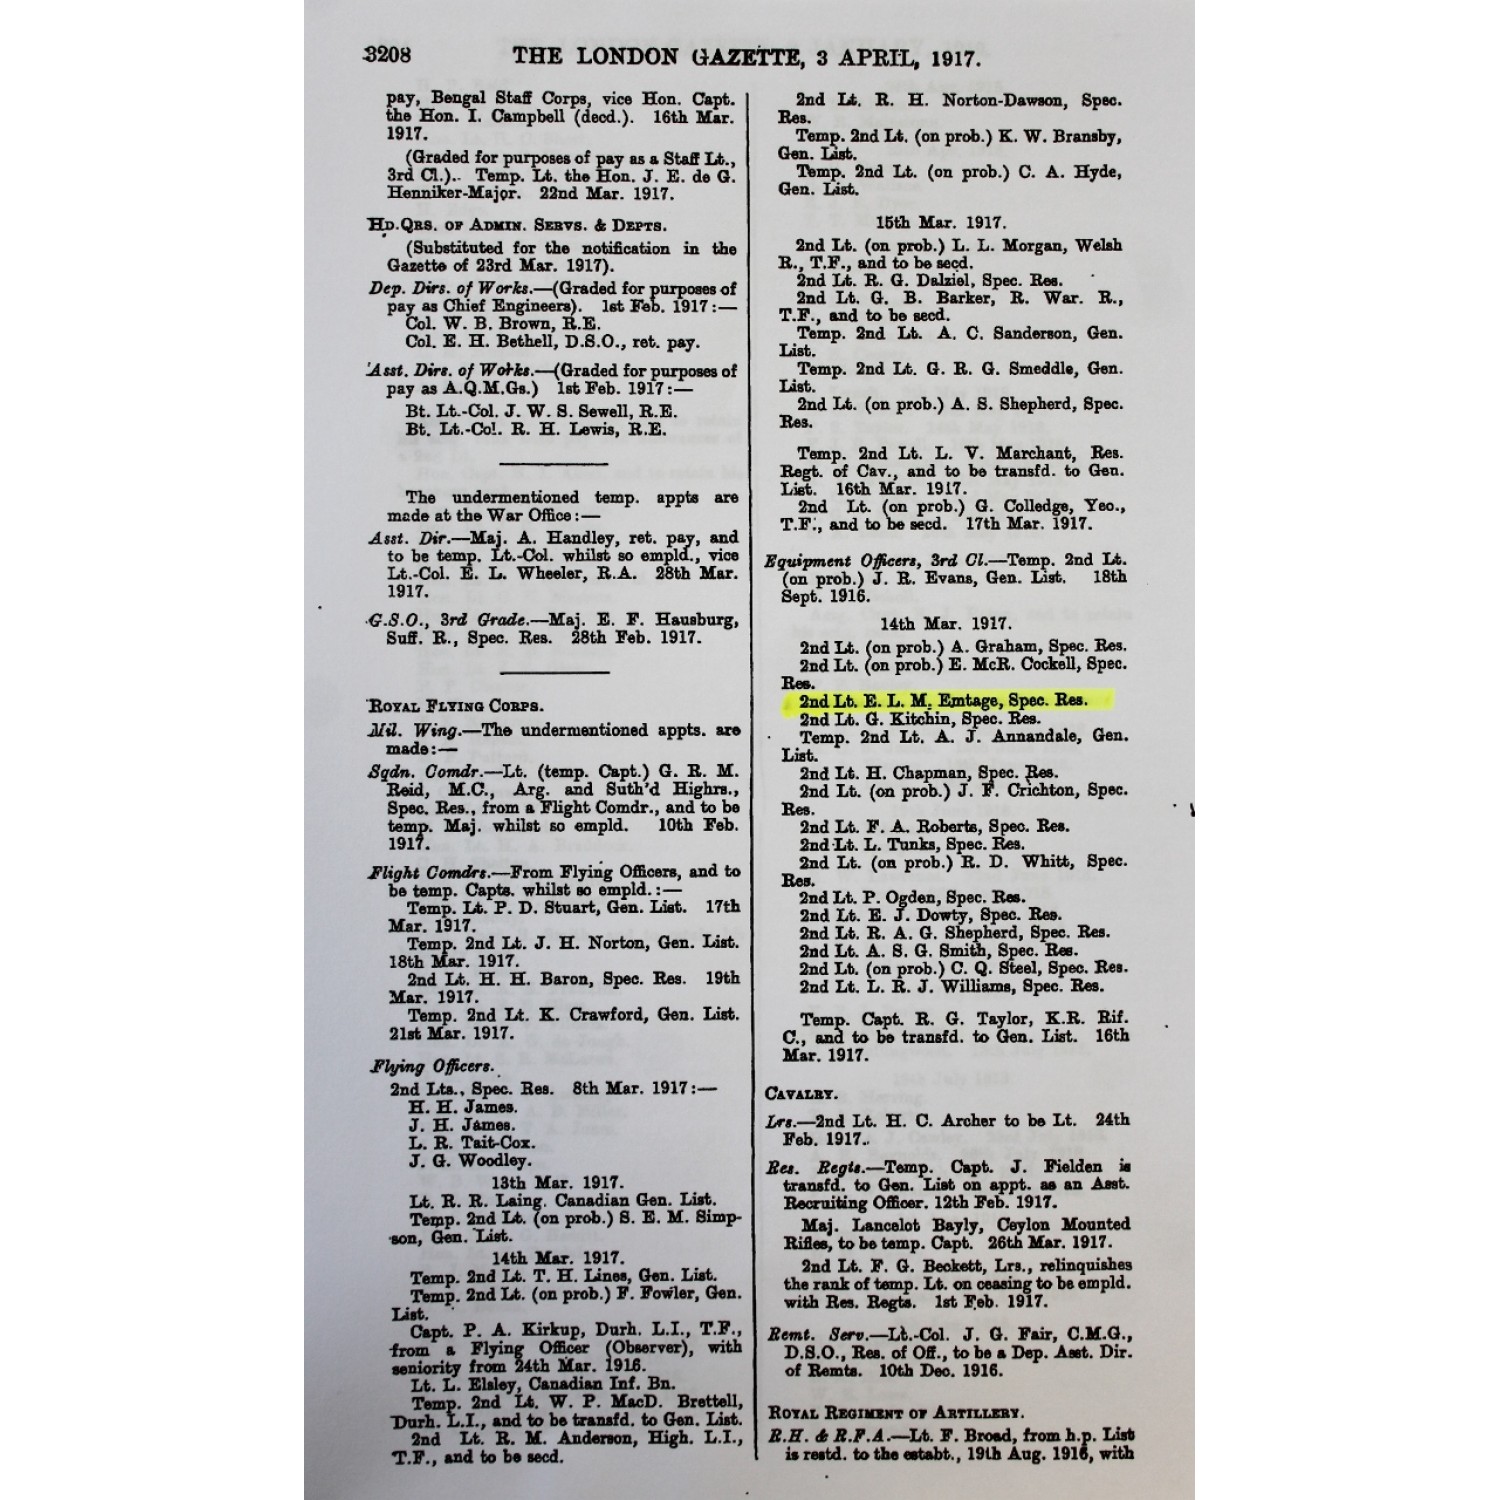 3208
THE LONDON GAZETTE, 3 APRIL, 1917.
pay, Bengal Staff Corps, vice Hon. Capt.
the Hon. I. Campbell (decd.). 16th Mar.
1917.
(Graded for purposes of pay as a Staff Lt.,
3rd Cl.).. Temp. Lt. the Hon. J. E. de G.
Henniker-Major. 22nd Mar. 1917.
HD.QRS. OF ADMIN. SERVS. & DEPTS.
(Substituted for the notification in the
Gazette of 23rd Mar. 1917).
Dep. Dirs. of Works.—(Graded for purposes of
pay as Chief Engineers). 1st Feb. 1917:—
Col. W. B. Brown, R.E.
Col. E. H. Bethell, D.S.O., ret. pay.
Asst. Dirs. of Works.—(Graded for purposes of
pay as A.Q.M.Gs.) 1st Feb. 1917:—
Bt. Lt.-Col. J. W. S. Sewell, R.E.
Bt. Lt.-Col. R. H. Lewis, R.E.
The undermentioned temp. appts are
made at the War Office:—
Asst. Dir.—Maj. A. Handley, ret. pay, and
to be temp. Lt.-Col. whilst so empld., vice
Lt.-Col. E. L. Wheeler, R.A. 28th Mar.
1917.
G.S.O., 3rd Grade.—Maj. E. F. Hausburg,
Suff. R., Spec. Res. 28th Feb. 1917.
ROYAL FLYING CORPS.
Mil. Wing.—The undermentioned appts. are
made:—
Sqdn. Comdr.—Lt. (temp. Capt.) G. R. M.
Reid, M.C., Arg. and Suth'd Highrs.,
Spec. Res., from a Flight Comdr., and to be
temp. Maj. whilst so empld. 10th Feb.
1917.
Flight Comdrs.—From Flying Officers, and to
be temp. Capts. whilst so empld.:—
Temp. Lt. P. D. Stuart, Gen. List. 17th
Mar. 1917.
Temp. 2nd Lt. J. H. Norton, Gen. List.
18th Mar. 1917.
2nd Lt. H. H. Baron, Spec. Res. 19th
Mar. 1917.
Temp. 2nd Lt. K. Crawford, Gen. List.
21st Mar. 1917.
Flying Officers.
2nd Lts., Spec. Res. 8th Mar. 1917:—
H. H. James.
J. H. James.
L. R. Tait-Cox.
J. G. Woodley.
13th Mar. 1917.
Lt. R. R. Laing, Canadian Gen. List.
Temp. 2nd Lt. (on prob.) S. E. M. Simp-
son, Gen. List.
14th Mar. 1917.
Temp. 2nd Lt. T. H. Lines, Gen. List.
Temp. 2nd Lt. (on prob.) F. Fowler, Gen.
List.
Capt. P. A. Kirkup, Durh. L.I., T.F.,
from a Flying Officer (Observer), with
seniority from 24th Mar. 1916.
Lt. L. Elsley, Canadian Inf. Bn.
Temp. 2nd Lt. W. P. MacD. Brettell,
Durh. L.I., and to be transfd. to Gen. List.
2nd Lt. R. M. Anderson, High. L.I.,
T.F., and to be secd.
2nd Lt. R. H. Norton-Dawson, Spec.
Res.
Temp. 2nd Lt. (on prob.) K. W. Bransby,
Gen. List.
Temp. 2nd Lt. (on prob.) C. A. Hyde,
Gen. List.
15th Mar. 1917.
2nd Lt. (on prob.) L. L. Morgan, Welsh
R., T.F., and to be secd.
2nd Lt. R. G. Dalziel, Spec. Res.
2nd Lt. G. B. Barker, R. War. R.,
T.F., and to be secd.
Temp. 2nd Lt. A. C. Sanderson, Gen.
List.
Temp. 2nd Lt. G. R. G. Smeddle, Gen.
List.
2nd Lt. (on prob.) A. S. Shepherd, Spec.
Res.
Temp. 2nd Lt. L. V. Marchant, Res.
Regt. of Cav., and to be transfd. to Gen.
List. 16th Mar. 1917.
2nd Lt. (on prob.) G. Colledge, Yeo.,
T.F., and to be secd. 17th Mar. 1917.
Equipment Officers, 3rd Cl.—Temp. 2nd Lt.
(on prob.) J. R. Evans, Gen. List. 18th
Sept. 1916.
14th Mar. 1917.
2nd Lt. (on prob.) A. Graham, Spec. Res.
2nd Lt. (on prob.) E. McR. Cockell, Spec.
Res.
2nd Lt. E. L. M. Emtage, Spec. Res.
2nd Lt. G. Kitchin, Spec. Res.
Temp. 2nd Lt. A. J. Annandale, Gen.
List.
2nd Lt. H. Chapman, Spec. Res.
2nd Lt. (on prob.) J. F. Crichton, Spec.
Res.
2nd Lt. F. A. Roberts, Spec. Res.
2nd Lt. L. Tunks, Spec. Res.
2nd Lt. (on prob.) R. D. Whitt, Spec.
Res.
2nd Lt. P. Ogden, Spec. Res.
2nd Lt. E. J. Dowty, Spec. Res.
2nd Lt. R. A. G. Shepherd, Spec. Res.
2nd Lt. A. S. G. Smith, Spec. Res.
2nd Lt. (on prob.) C. Q. Steel, Spec. Res.
2nd Lt. L. R. J. Williams, Spec. Res.
Temp. Capt. R. G. Taylor, K.R. Rif.
C., and to be transfd. to Gen. List. 16th
Mar. 1917.
CAVALRY.
Lrs.—2nd Lt. H. C. Archer to be Lt. 24th
Feb. 1917..
Res. Regts.—Temp. Capt. J. Fielden is
transfd. to Gen. List on appt. as an Asst.
Recruiting Officer. 12th Feb. 1917.
Maj. Lancelot Bayly, Ceylon Mounted
Rifles, to be temp. Capt. 26th Mar. 1917.
2nd Lt. F. G. Beckett, Lrs., relinquishes
the rank of temp. Lt. on ceasing to be empld.
with Res. Regts. 1st Feb. 1917.
Remt. Serv.—Lt.-Col. J. G. Fair, C.M.G.,
D.S.O., Res. of Off., to be a Dep. Asst. Dir.
of Remts. 10th Dec. 1916.
ROYAL REGIMENT OF ARTILLERY.
R.H. & R.F.A.—Lt. F. Broad, from h.p. List
is restd. to the estabt., 19th Aug. 1916, with